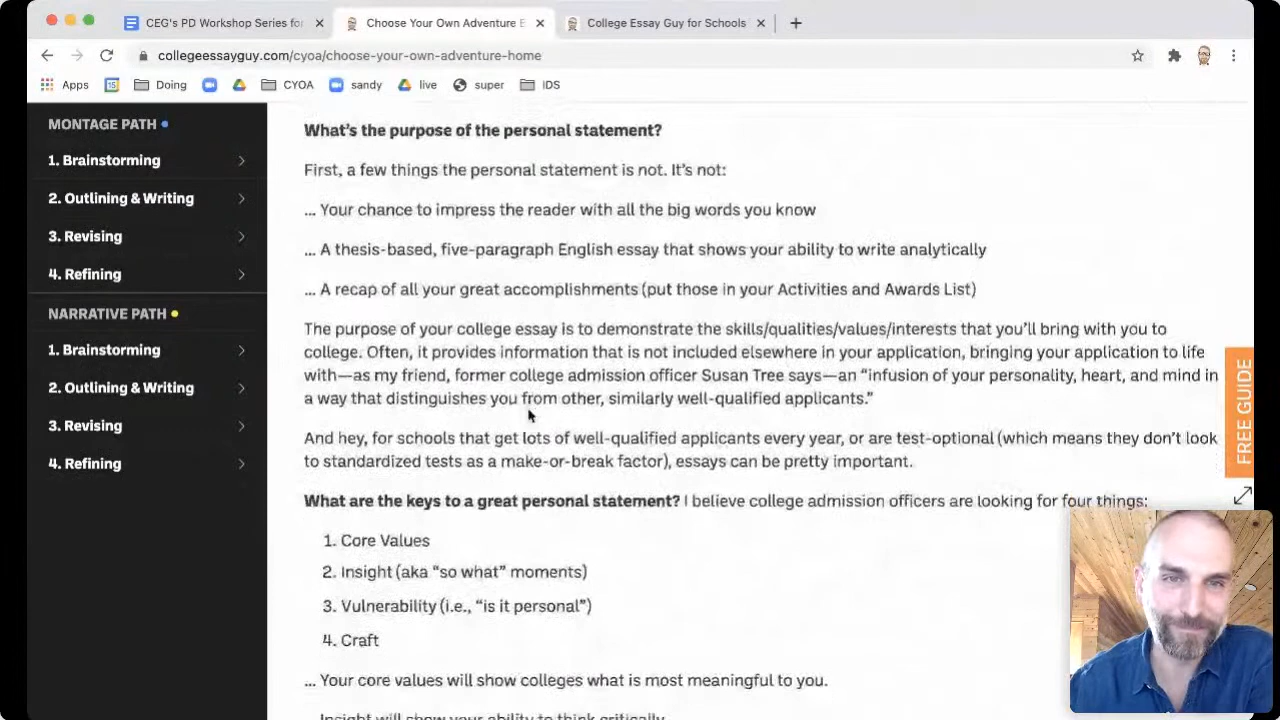 CEG's PD Workshop Series for
Choose Your Own Adventure E
College Essay Guy for Schools
collegeessayguy.com/cyoa/choose-your-own-adventure-home
Apps
Doing
CYOA
sandy
live
super
IDS
MONTAGE PATH
1. Brainstorming
2. Outlining & Writing
3. Revising
4. Refining
NARRATIVE PATH
1. Brainstorming
2. Outlining & Writing
3. Revising
4. Refining
What's the purpose of the personal statement?
First, a few things the personal statement is not. It's not:
... Your chance to impress the reader with all the big words you know
... A thesis-based, five-paragraph English essay that shows your ability to write analytically
... A recap of all your great accomplishments (put those in your Activities and Awards List)
The purpose of your college essay is to demonstrate the skills/qualities/values/interests that you'll bring with you to
college. Often, it provides information that is not included elsewhere in your application, bringing your application to life
with—as my friend, former college admission officer Susan Tree says—an “infusion of your personality, heart, and mind in
a way that distinguishes you from other, similarly well-qualified applicants.”
And hey, for schools that get lots of well-qualified applicants every year, or are test-optional (which means they don't look
to standardized tests as a make-or-break factor), essays can be pretty important.
What are the keys to a great personal statement? I believe college admission officers are looking for four things:
1. Core Values
2. Insight (aka “so what” moments)
3. Vulnerability (i.e., “is it personal”)
4. Craft
... Your core values will show colleges what is most meaningful to you.
Insight will show your ability to think critically
FREE GUIDE